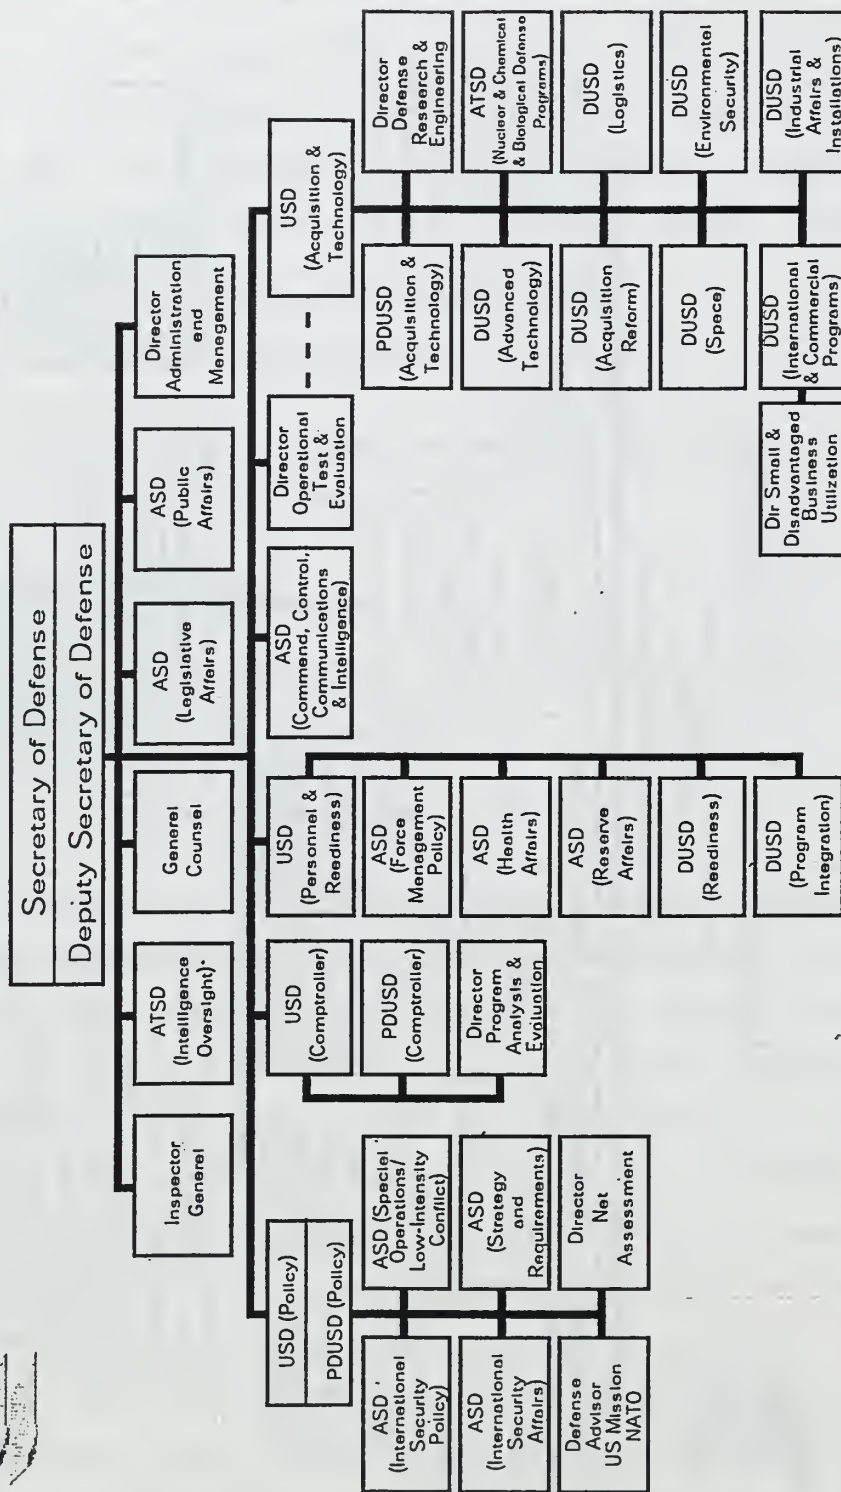 Secretary of Defense
Deputy Secretary of Defense
Inspector
General
ATSD
(Intelligence
Oversight)*
General
Counsel
ASD
(Legislative
Affairs)
ASD
(Public
Affairs)
Director
Administration
and
Management
USD (Policy)
PDUSD (Policy)
ASD
(International
Security
Policy)
ASD (Special
Operations/
Low-Intensity
Conflict)
ASD
(International
Security
Affairs)
ASD
(Strategy
and
Requirements)
Defense
Advisor
US Mission
NATO
Director
Net
Assessment
USD
(Comptroller)
PDUSD
(Comptroller)
Director
Program
Analysis &
Evaluation
USD
(Personnel &
Readiness)
ASD
(Force
Management
Policy)
ASD
(Health
Affairs)
ASD
(Reserve
Affairs)
DUSD
(Readiness)
DUSD
(Program
Integration)
ASD
(Command, Control,
Communications
& Intelligence)
Director
Operational
Test &
Evaluation
USD
(Acquisition &
Technology)
PDUSD
(Acquisition &
Technology)
Director
Defense
Research &
Engineering
DUSD
(Advanced
Technology)
ATSD
(Nuclear & Chemical
& Biological Defense
Programs)
DUSD
(Acquisition
Reform)
DUSD
(Logistics)
DUSD
(Space)
DUSD
(Environmental
Security)
Dir Small &
Disadvantaged
Business
Utilization
DUSD
(International
& Commercial
Programs)
DUSD
(Industrial
Affairs &
Installations)